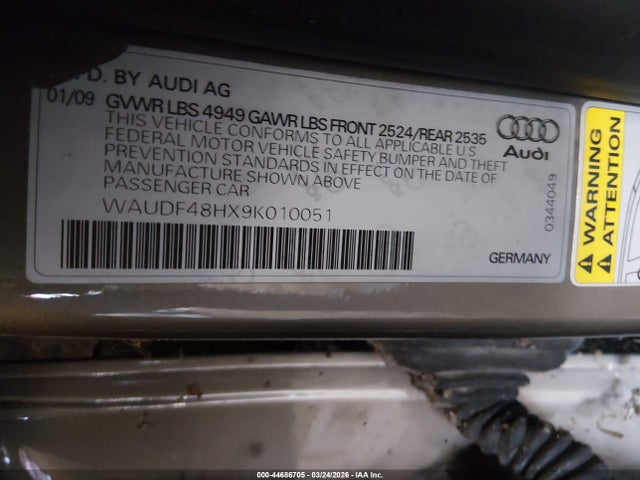 MFD. BY AUDI AG
01/09 GVWR LBS 4949 GAWR LBS FRONT 2524/REAR 2535
THIS VEHICLE CONFORMS TO ALL APPLICABLE U.S.
FEDERAL MOTOR VEHICLE SAFETY BUMPER AND THEFT
PREVENTION STANDARDS IN EFFECT ON THE DATE OF
MANUFACTURE SHOWN ABOVE
PASSENGER CAR
WAUDF48HX9K010051
Audi
0344049
GERMANY
WARNING
ATTENTION
000-44686705 - 03/24/2026 - IAA Inc.